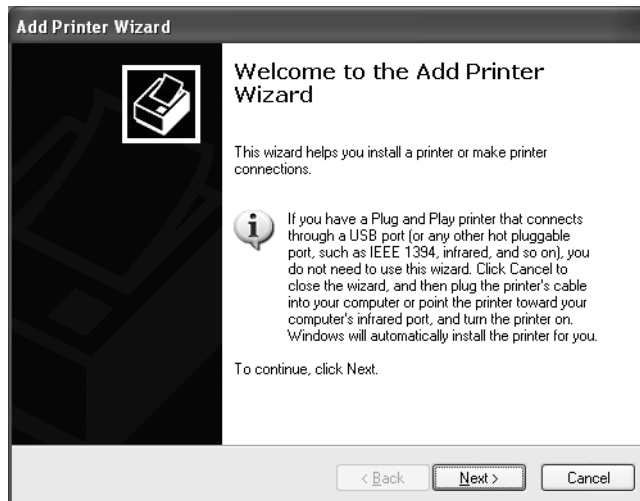 Add Printer Wizard
Welcome to the Add Printer
Wizard
This wizard helps you install a printer or make printer
connections.
If you have a Plug and Play printer that connects
through a USB port (or any other hot pluggable
port, such as IEEE 1394, infrared, and so on), you
do not need to use this wizard. Click Cancel to
close the wizard, and then plug the printer's cable
into your computer or point the printer toward your
computer's infrared port, and turn the printer on.
Windows will automatically install the printer for you.
To continue, click Next.
< Back Next > Cancel